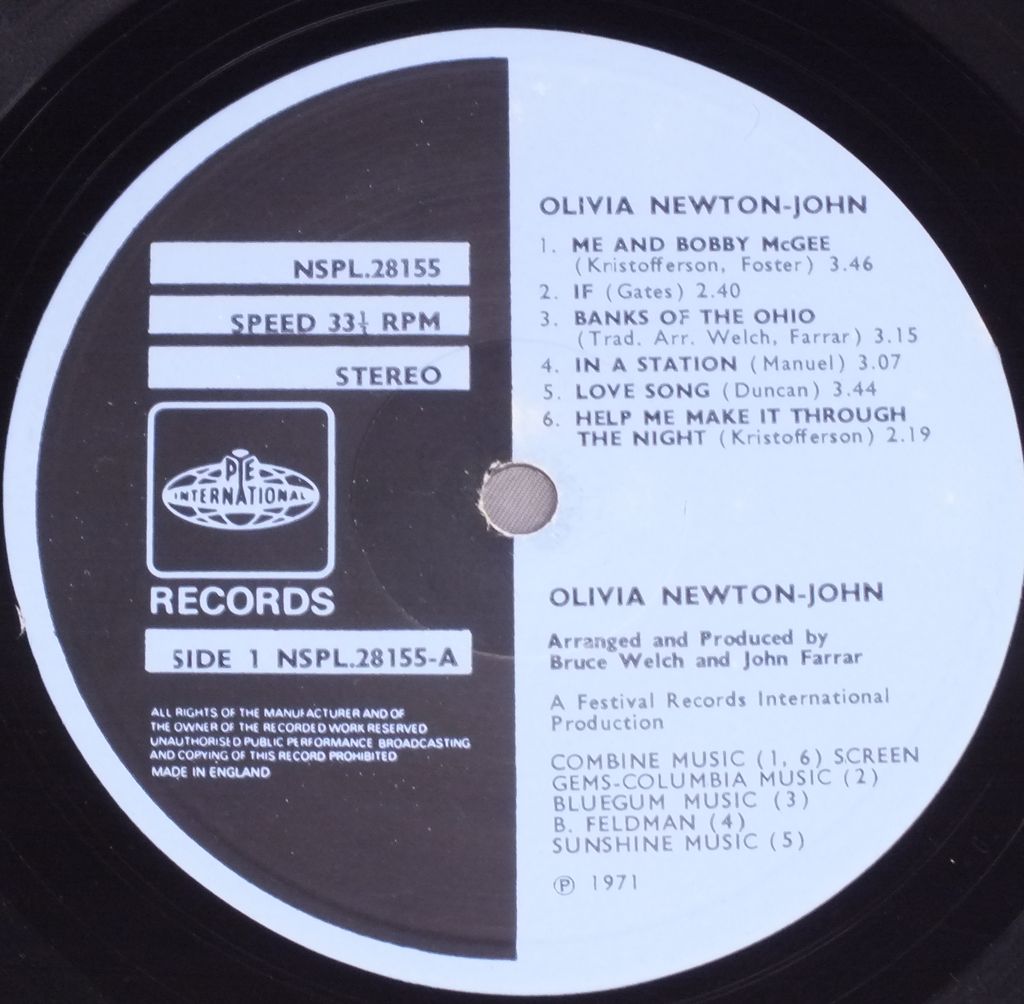 NSPL.28155
SPEED 33⅓ RPM
STEREO
PYE
INTERNATIONAL
RECORDS
SIDE 1 NSPL.28155-A
ALL RIGHTS OF THE MANUFACTURER AND OF
THE OWNER OF THE RECORDED WORK RESERVED
UNAUTHORISED PUBLIC PERFORMANCE BROADCASTING
AND COPYING OF THIS RECORD PROHIBITED
MADE IN ENGLAND
OLIVIA NEWTON-JOHN
1. ME AND BOBBY McGEE
(Kristofferson, Foster) 3.46
2. IF (Gates) 2.40
3. BANKS OF THE OHIO
(Trad. Arr. Welch, Farrar) 3.15
4. IN A STATION (Manuel) 3.07
5. LOVE SONG (Duncan) 3.44
6. HELP ME MAKE IT THROUGH
THE NIGHT (Kristofferson) 2.19
OLIVIA NEWTON-JOHN
Arranged and Produced by
Bruce Welch and John Farrar
A Festival Records International
Production
COMBINE MUSIC (1, 6) SCREEN
GEMS-COLUMBIA MUSIC (2)
BLUEGUM MUSIC (3)
B. FELDMAN (4)
SUNSHINE MUSIC (5)
℗ 1971